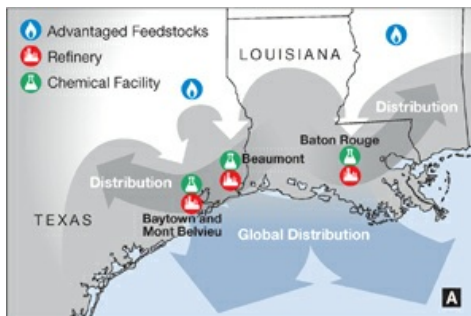 Advantaged Feedstocks
Refinery
Chemical Facility
LOUISIANA
Distribution
Baton Rouge
Beaumont
Distribution
TEXAS
Baytown and
Mont Belvieu
Global Distribution
A